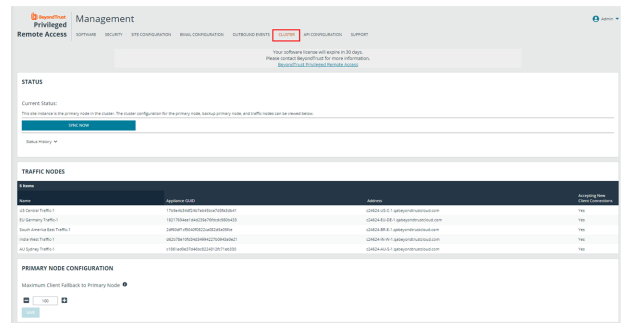 BeyondTrust
Privileged
Remote Access
Management
Admin
SOFTWARE SECURITY SITE CONFIGURATION EMAIL CONFIGURATION OUTBOUND EVENTS CLUSTER API CONFIGURATION SUPPORT
Your software license will expire in 30 days.
Please contact BeyondTrust for more information.
BeyondTrust Privileged Remote Access
STATUS
Current Status:
This site instance is the primary node in the cluster. The cluster configuration for the primary node, backup primary node, and traffic nodes can be viewed below.
SYNC NOW
Status History
TRAFFIC NODES
5 Items
Name Appliance GUID Address Accepting New Client Connections
US Central Traffic-1 Yes
EU Germany Traffic-1 Yes
South America East Traffic-1 Yes
India West Traffic-1 Yes
AU Sydney Traffic-1 Yes
PRIMARY NODE CONFIGURATION
Maximum Client Fallback to Primary Node
100